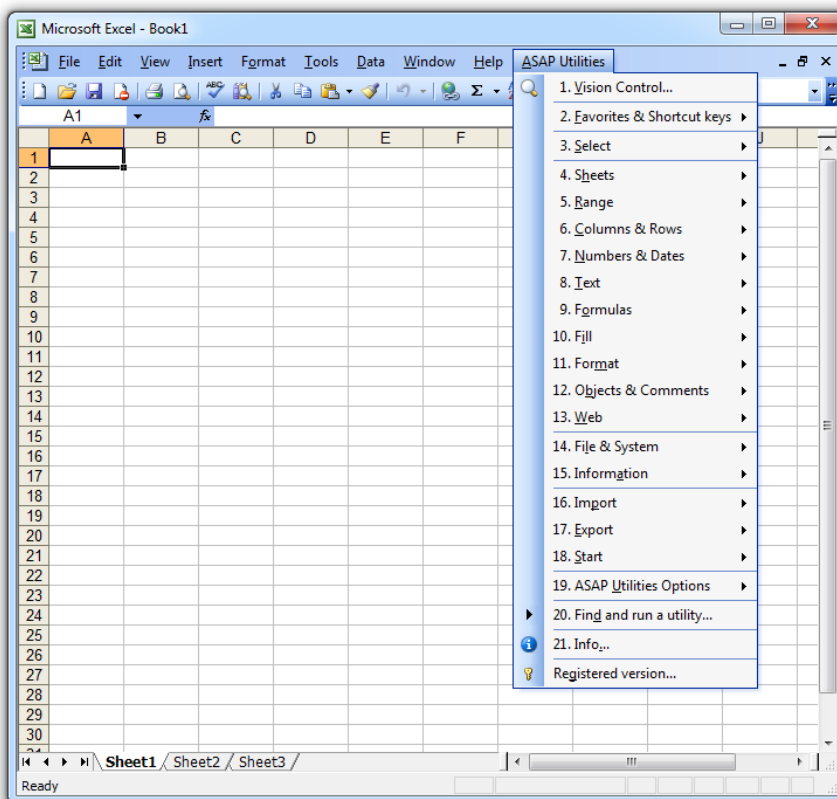 Microsoft Excel - Book1
File Edit View Insert Format Tools Data Window Help ASAP Utilities
A1 fx
A B C D E F J
1
2
3
4
5
6
7
8
9
10
11
12
13
14
15
16
17
18
19
20
21
22
23
24
25
26
27
28
29
30
1. Vision Control...
2. Favorites & Shortcut keys
3. Select
4. Sheets
5. Range
6. Columns & Rows
7. Numbers & Dates
8. Text
9. Formulas
10. Fill
11. Format
12. Objects & Comments
13. Web
14. File & System
15. Information
16. Import
17. Export
18. Start
19. ASAP Utilities Options
20. Find and run a utility...
21. Info...
Registered version...
Sheet1 Sheet2 Sheet3
Ready